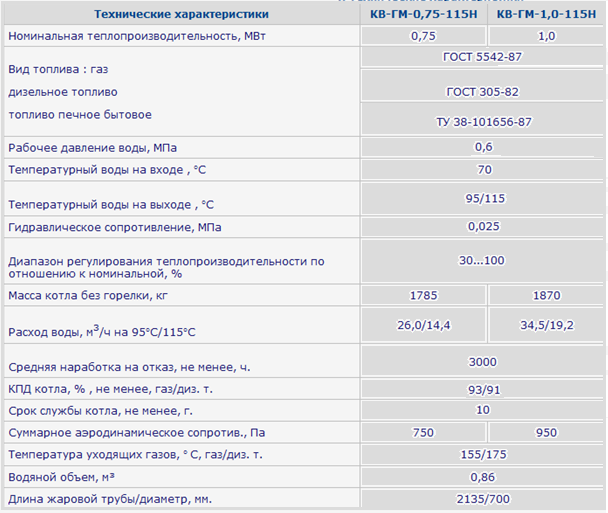 Технические характеристики КВ-ГМ-0,75-115Н КВ-ГМ-1,0-115Н
Номинальная теплопроизводительность, МВт 0,75 1,0
Вид топлива : газ ГОСТ 5542-87
дизельное топливо ГОСТ 305-82
топливо печное бытовое ТУ 38-101656-87
Рабочее давление воды, МПа 0,6
Температурный воды на входе , °С 70
Температурный воды на выходе , °С 95/115
Гидравлическое сопротивление, МПа 0,025
Диапазон регулирования теплопроизводительности по
отношению к номинальной, % 30...100
Масса котла без горелки, кг 1785 1870
Расход воды, м3/ч на 95°С/115°С 26,0/14,4 34,5/19,2
Средняя наработка на отказ, не менее, ч. 3000
КПД котла, % , не менее, газ/диз. т. 93/91
Срок службы котла, не менее, г. 10
Суммарное аэродинамическое сопротив., Па 750 950
Температура уходящих газов, ° С, газ/диз. т. 155/175
Водяной объем, м³ 0,86
Длина жаровой трубы/диаметр, мм. 2135/700